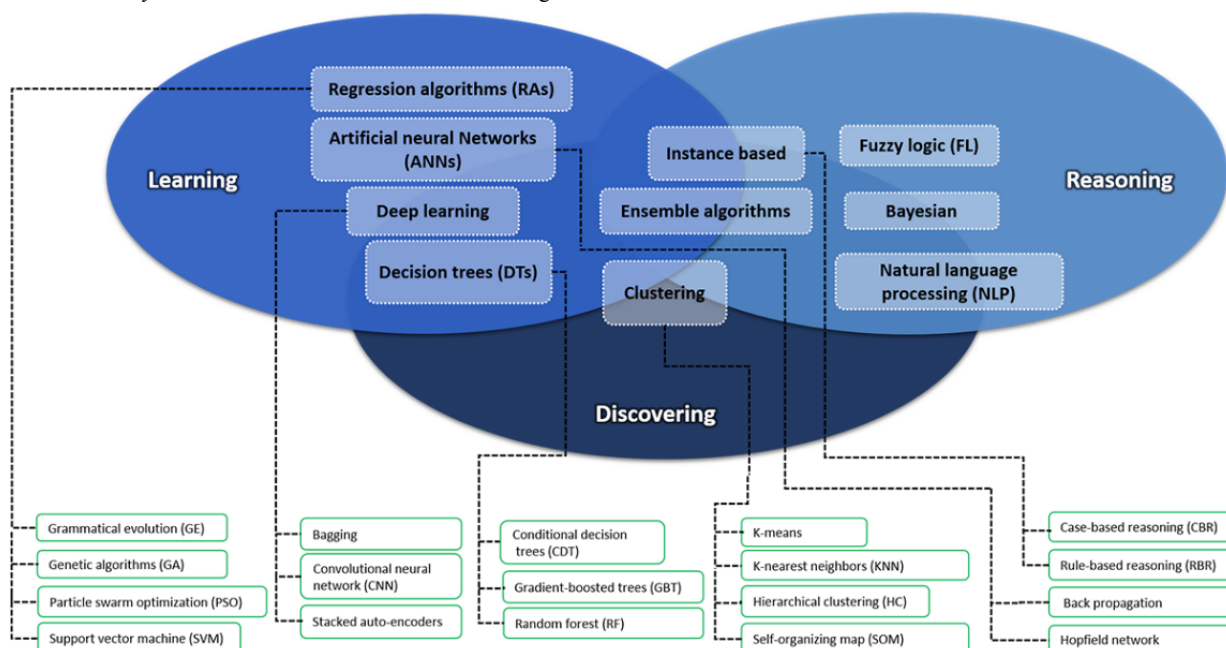 Regression algorithms (RAs)
Artificial neural Networks
(ANNs)
Learning
Deep learning
Decision trees (DTs)
Instance based
Ensemble algorithms
Clustering
Fuzzy logic (FL)
Bayesian
Natural language
processing (NLP)
Reasoning
Discovering
Grammatical evolution (GE)
Genetic algorithms (GA)
Particle swarm optimization (PSO)
Support vector machine (SVM)
Bagging
Convolutional neural
network (CNN)
Stacked auto-encoders
Conditional decision
trees (CDT)
Gradient-boosted trees (GBT)
Random forest (RF)
K-means
K-nearest neighbors (KNN)
Hierarchical clustering (HC)
Self-organizing map (SOM)
Case-based reasoning (CBR)
Rule-based reasoning (RBR)
Back propagation
Hopfield network